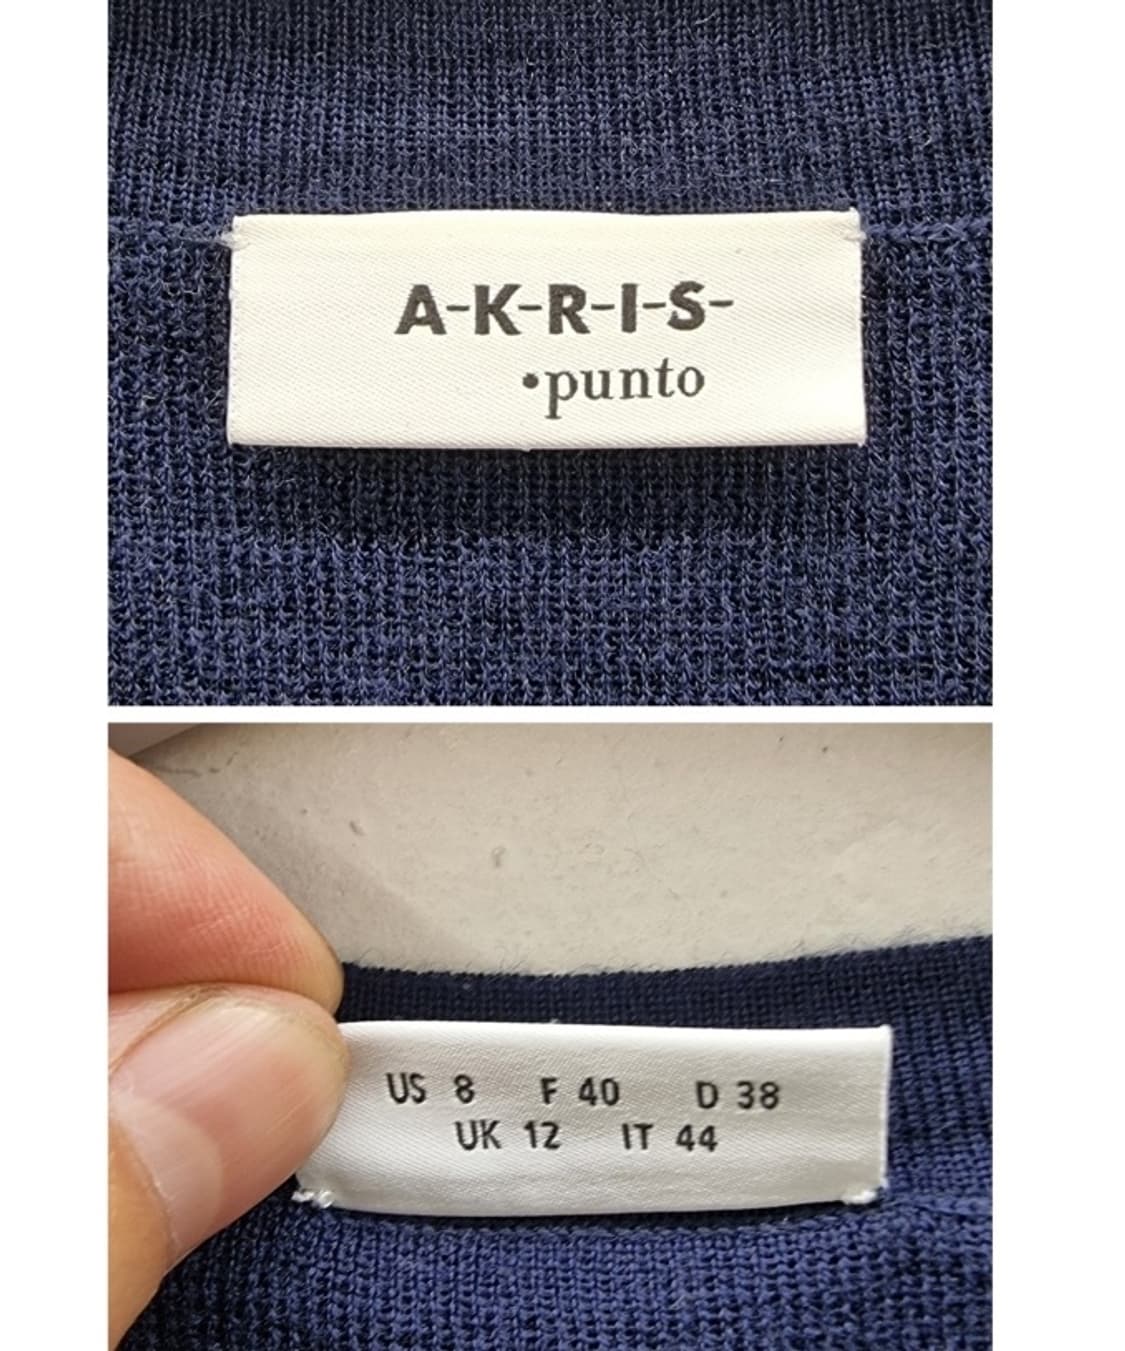 A-K-R-I-S-
•punto
US 8 F 40 D 38
UK 12 IT 44